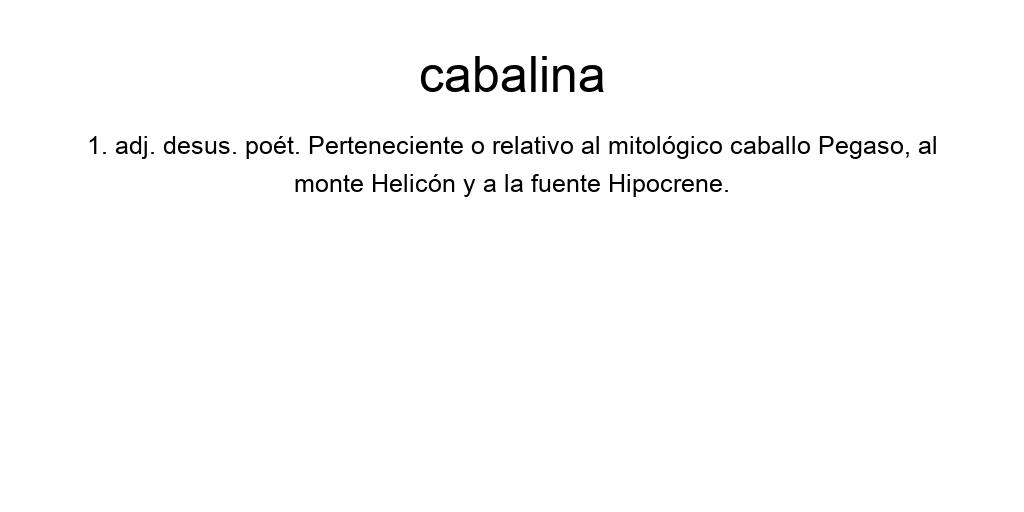 cabalina
1. adj. desus. poét. Perteneciente o relativo al mitológico caballo Pegaso, al
monte Helicón y a la fuente Hipocrene.